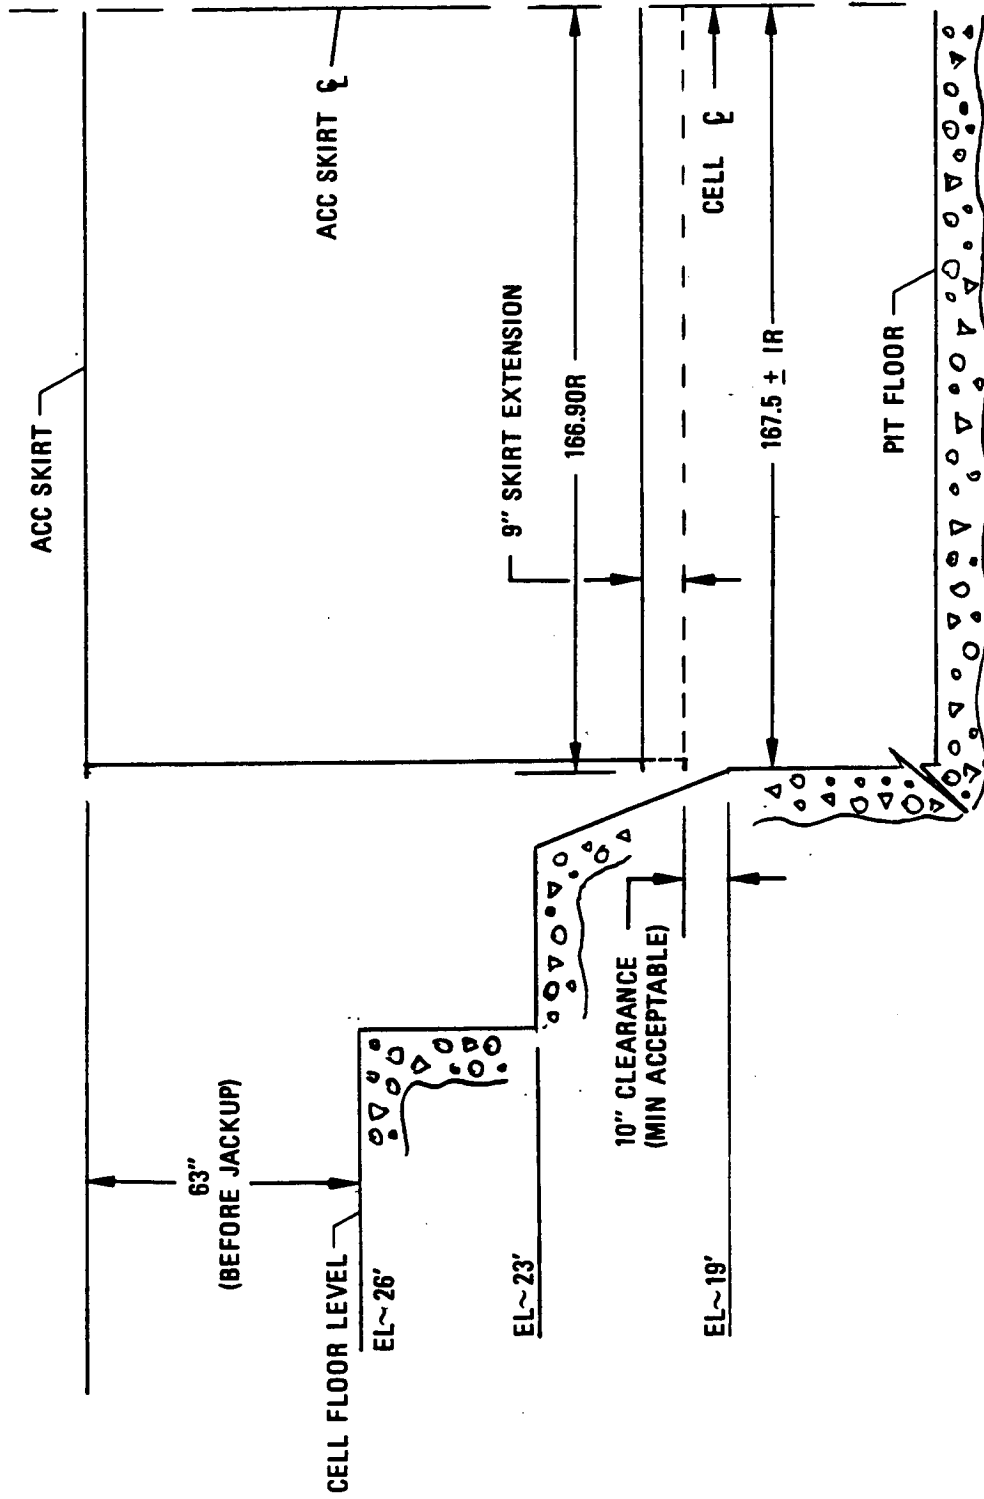 ACC SKIRT
ACC SKIRT ℄
9" SKIRT EXTENSION
166.90R
CELL ℄
167.5 ± 1R
PIT FLOOR
63"
(BEFORE JACKUP)
CELL FLOOR LEVEL
EL~26'
EL~23'
10" CLEARANCE
(MIN ACCEPTABLE)
EL~19'